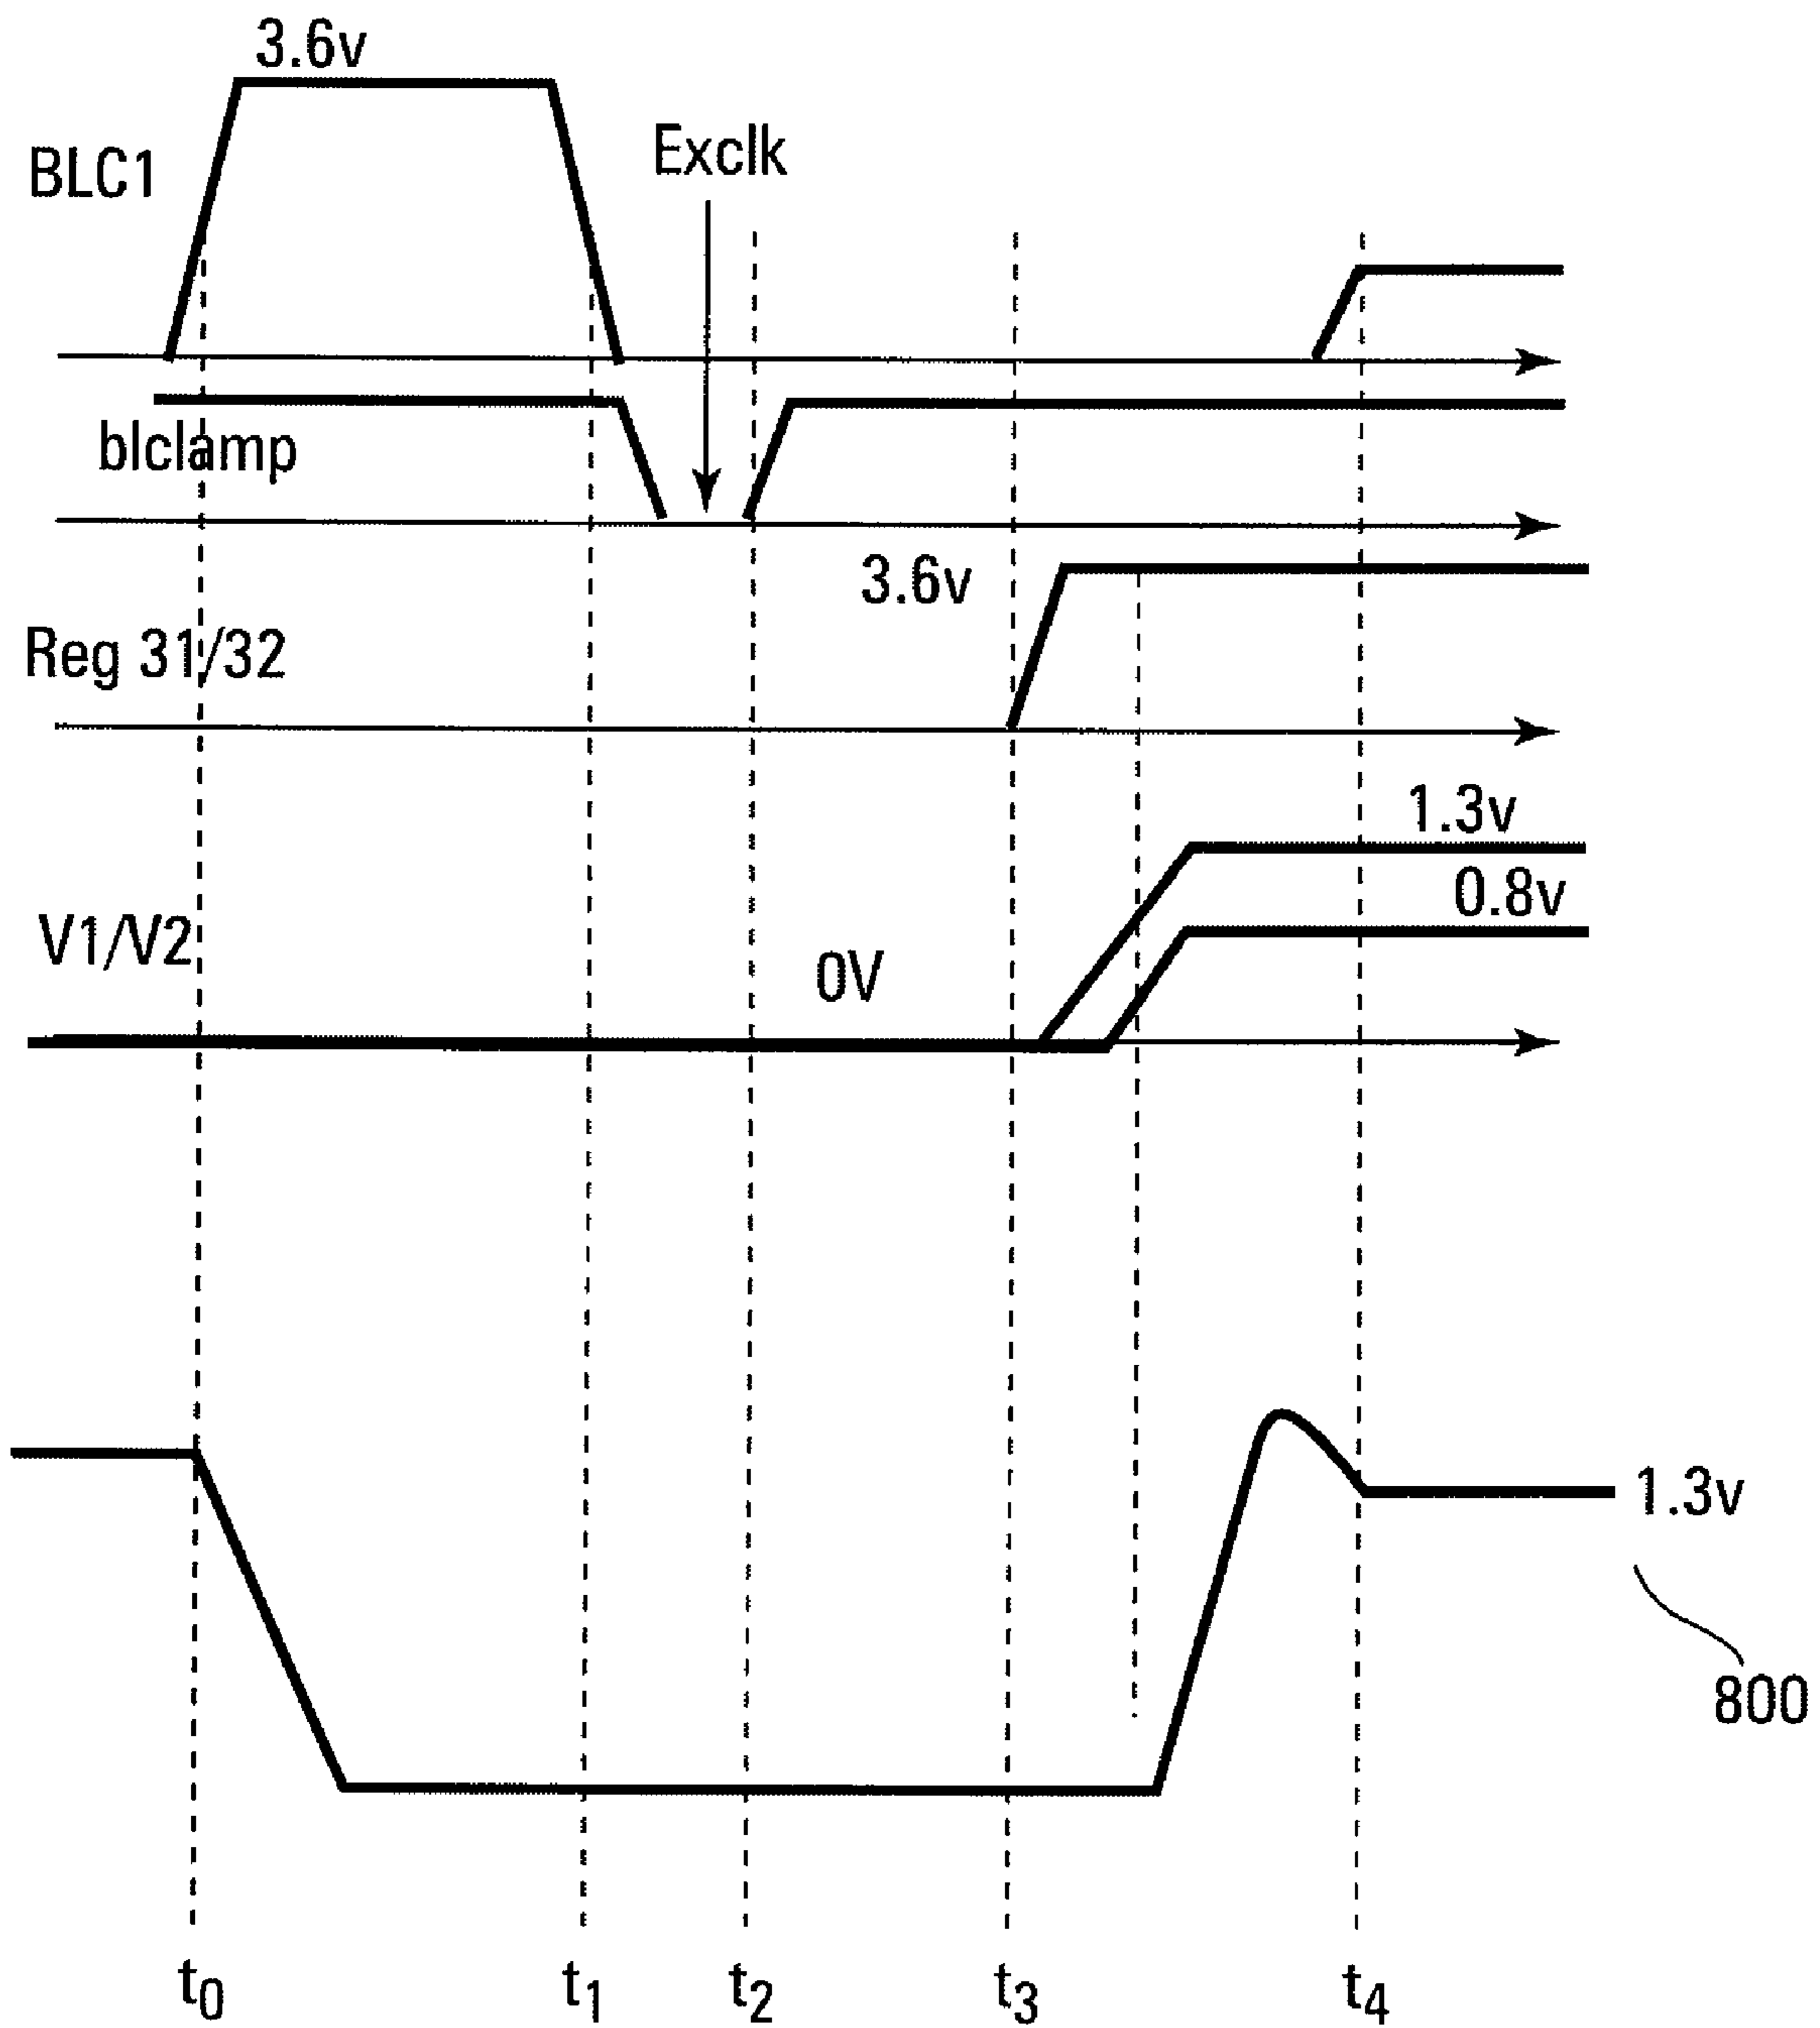 3.6v
BLC1
Exclk
blclamp
3.6v
Reg 31/32
1.3v
0.8v
V1/V2
0V
1.3v
800
t0 t1 t2 t3 t4